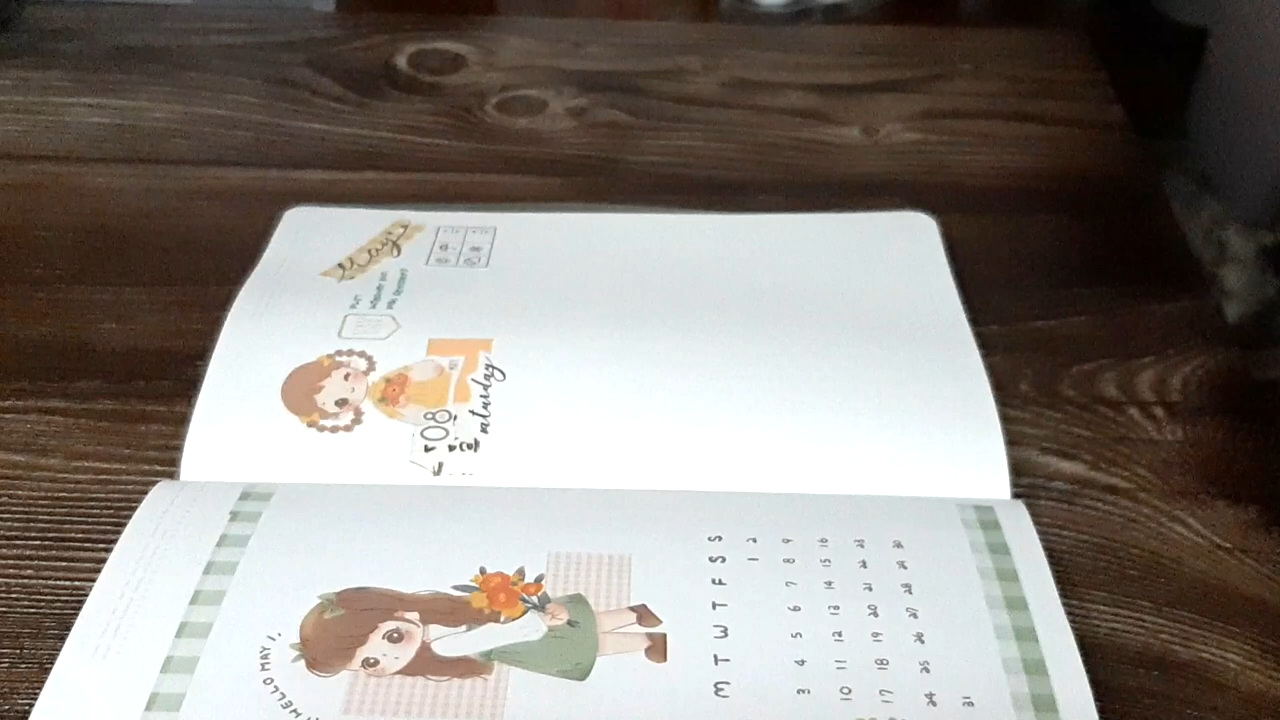 May
08
saturday
HELLO MAY!,
M T W T F S S
1 2
3 4 5 6 7 8 9
10 11 12 13 14 15 16
17 18 19 20 21 22 23
24 25 26 27 28 29 30
31